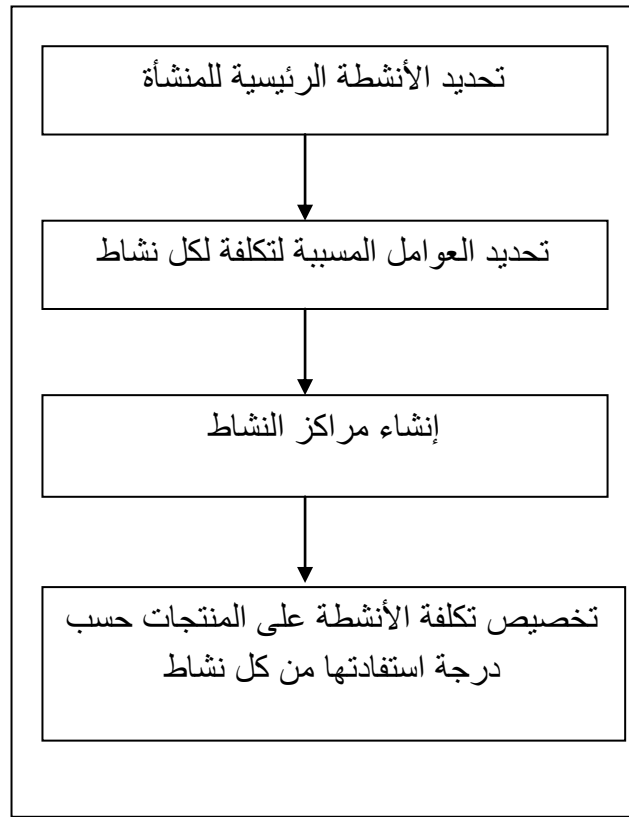 تحديد الأنشطة الرئيسية للمنشأة
تحديد العوامل المسببة لتكلفة لكل نشاط
إنشاء مراكز النشاط
تخصيص تكلفة الأنشطة على المنتجات حسب
درجة استفادتها من كل نشاط